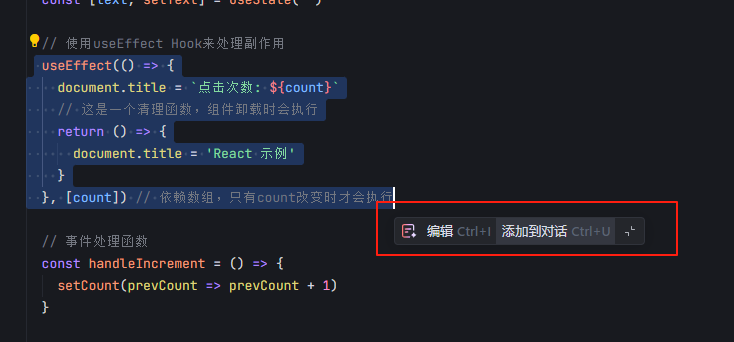 const [text, setText] = useState('')
// 使用useEffect Hook来处理副作用
useEffect(() => {
document.title = `点击次数: ${count}`
// 这是一个清理函数，组件卸载时会执行
return () => {
document.title = 'React 示例'
}
}, [count]) // 依赖数组，只有count改变时才会执行
编辑 Ctrl+I 添加到对话 Ctrl+U
// 事件处理函数
const handleIncrement = () => {
setCount(prevCount => prevCount + 1)
}